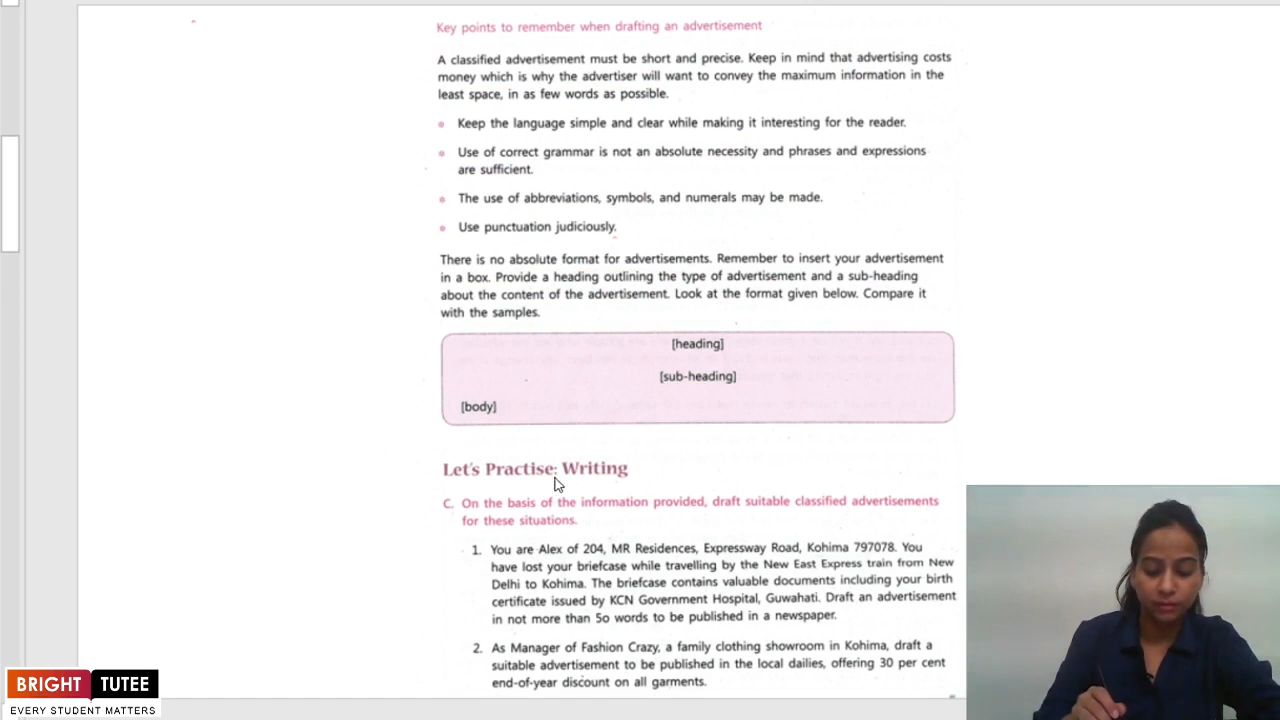 Key points to remember when drafting an advertisement
A classified advertisement must be short and precise. Keep in mind that advertising costs
money which is why the advertiser will want to convey the maximum information in the
least space, in as few words as possible.
Keep the language simple and clear while making it interesting for the reader.
Use of correct grammar is not an absolute necessity and phrases and expressions
are sufficient.
The use of abbreviations, symbols, and numerals may be made.
Use punctuation judiciously.
There is no absolute format for advertisements. Remember to insert your advertisement
in a box. Provide a heading outlining the type of advertisement and a sub-heading
about the content of the advertisement. Look at the format given below. Compare it
with the samples.
[heading]
[sub-heading]
[body]
Let's Practise: Writing
C. On the basis of the information provided, draft suitable classified advertisements
for these situations.
1. You are Alex of 204, MR Residences, Expressway Road, Kohima 797078. You
have lost your briefcase while travelling by the New East Express train from New
Delhi to Kohima. The briefcase contains valuable documents including your birth
certificate issued by KCN Government Hospital, Guwahati. Draft an advertisement
in not more than 5o words to be published in a newspaper.
2. As Manager of Fashion Crazy, a family clothing showroom in Kohima, draft a
suitable advertisement to be published in the local dailies, offering 30 per cent
end-of-year discount on all garments.
BRIGHT TUTEE
EVERY STUDENT MATTERS